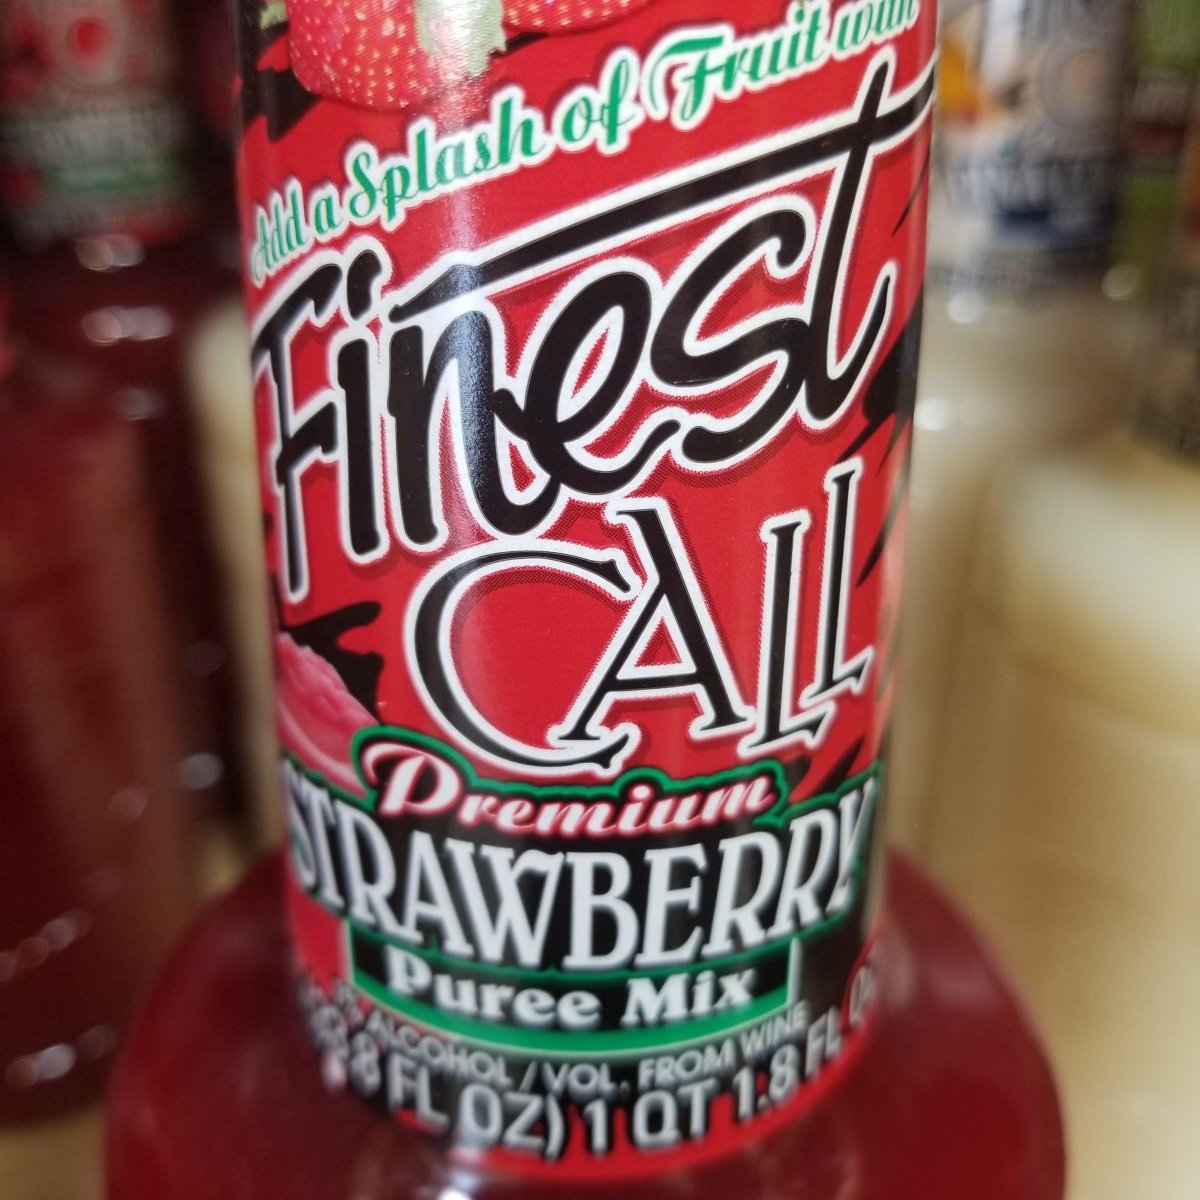 Add a Splash of Fruit with
Finest
CALL
Premium
STRAWBERRY
Puree Mix
ALCOHOL / VOL. FROM WINE
8 FL OZ) 1 QT 1.8 FL